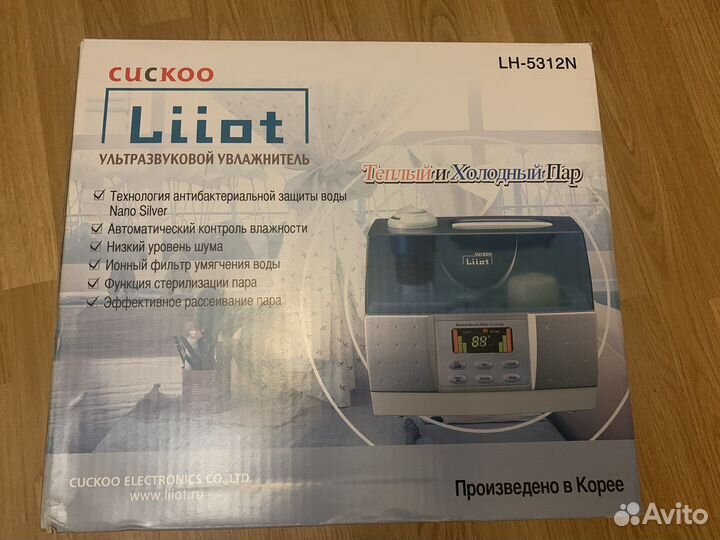 CUCKOO
LH-5312N
Liiot
УЛЬТРАЗВУКОВОЙ УВЛАЖНИТЕЛЬ
Теплый и Холодный Пар
Технология антибактериальной защиты воды
Nano Silver
Автоматический контроль влажности
Низкий уровень шума
Ионный фильтр умягчения воды
Функция стерилизации пара
Эффективное рассеивание пара
CUCKOO
Liiot
88
CUCKOO ELECTRONICS CO.,LTD.
www.liiot.ru
Произведено в Корее
Avito